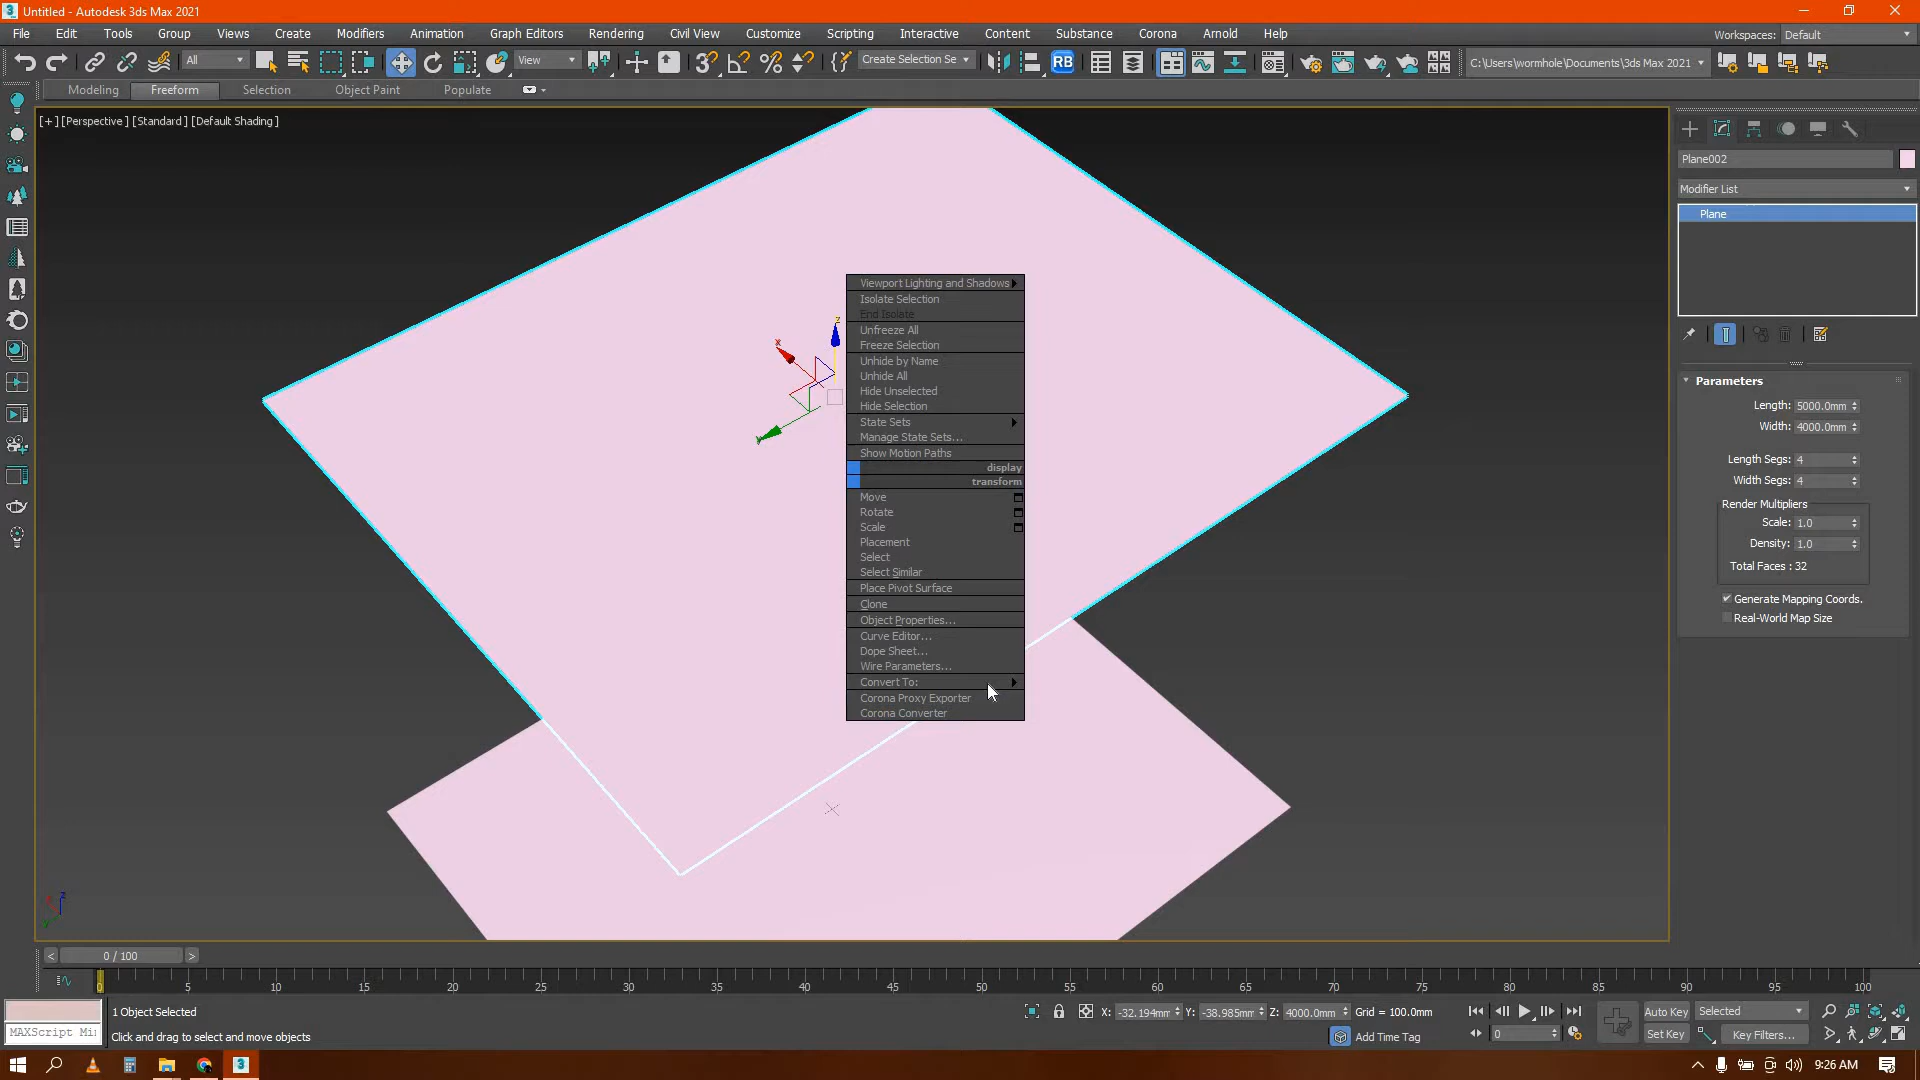 Untitled - Autodesk 3ds Max 2021
File Edit Tools Group Views Create Modifiers Animation Graph Editors Rendering Civil View Customize Scripting Interactive Content Substance Corona Arnold Help
Workspaces: Default
All View Create Selection Se RB C:\Users\wormhole\Documents\3ds Max 2021
Modeling Freeform Selection Object Paint Populate
[+] [Perspective] [Standard] [Default Shading]
Plane002
Modifier List
Plane
Viewport Lighting and Shadows
Isolate Selection
End Isolate
Unfreeze All
Freeze Selection
Unhide by Name
Unhide All
Hide Unselected
Hide Selection
State Sets
Manage State Sets...
Show Motion Paths
display
transform
Move
Rotate
Scale
Placement
Select
Select Similar
Place Pivot Surface
Clone
Object Properties...
Curve Editor...
Dope Sheet...
Wire Parameters...
Convert To:
Corona Proxy Exporter
Corona Converter
x
y
z
Parameters
Length: 5000.0mm
Width: 4000.0mm
Length Segs: 4
Width Segs: 4
Render Multipliers
Scale: 1.0
Density: 1.0
Total Faces : 32
Generate Mapping Coords.
Real-World Map Size
< 0 / 100 >
0 5 10 15 20 25 30 35 40 45 50 55 60 65 70 75 80 85 90 95 100
1 Object Selected
X: -32.194mm Y: -38.985mm Z: 4000.0mm Grid = 100.0mm
Auto Key Selected
MAXScript Mi
Click and drag to select and move objects
Add Time Tag
0
Set Key Key Filters...
9:26 AM